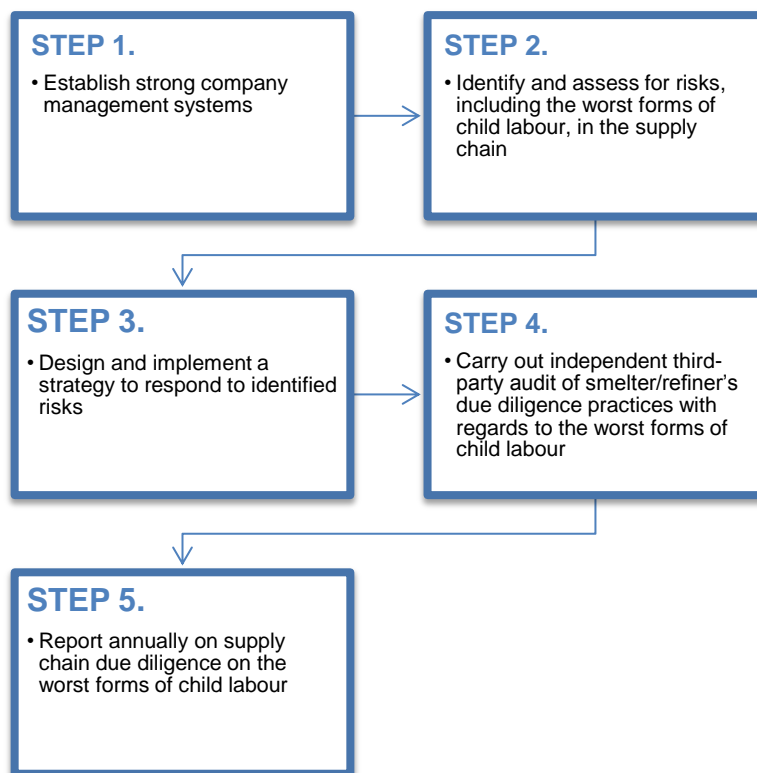 STEP 1.
• Establish strong company
management systems
STEP 2.
• Identify and assess for risks,
including the worst forms of
child labour, in the supply
chain
STEP 3.
• Design and implement a
strategy to respond to identified
risks
STEP 4.
• Carry out independent third-
party audit of smelter/refiner’s
due diligence practices with
regards to the worst forms of
child labour
STEP 5.
• Report annually on supply
chain due diligence on the
worst forms of child labour